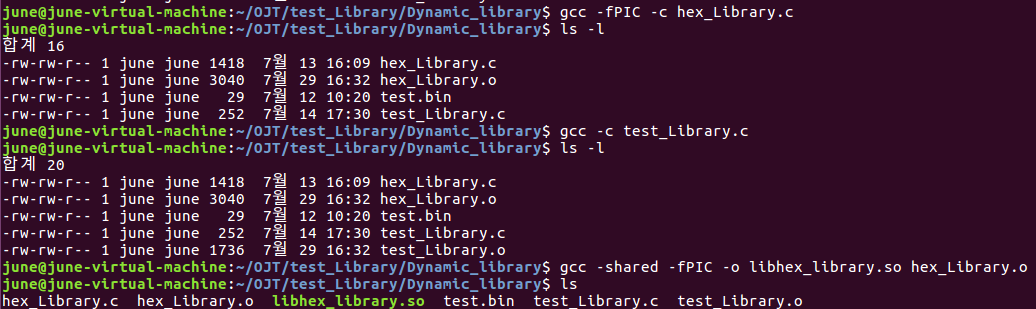 june@june-virtual-machine:~/OJT/test_Library/Dynamic_library$ gcc -fPIC -c hex_Library.c
june@june-virtual-machine:~/OJT/test_Library/Dynamic_library$ ls -l
합계 16
-rw-rw-r-- 1 june june 1418  7월 13 16:09 hex_Library.c
-rw-rw-r-- 1 june june 3040  7월 29 16:32 hex_Library.o
-rw-rw-r-- 1 june june   29  7월 12 10:20 test.bin
-rw-rw-r-- 1 june june  252  7월 14 17:30 test_Library.c
june@june-virtual-machine:~/OJT/test_Library/Dynamic_library$ gcc -c test_Library.c
june@june-virtual-machine:~/OJT/test_Library/Dynamic_library$ ls -l
합계 20
-rw-rw-r-- 1 june june 1418  7월 13 16:09 hex_Library.c
-rw-rw-r-- 1 june june 3040  7월 29 16:32 hex_Library.o
-rw-rw-r-- 1 june june   29  7월 12 10:20 test.bin
-rw-rw-r-- 1 june june  252  7월 14 17:30 test_Library.c
-rw-rw-r-- 1 june june 1736  7월 29 16:32 test_Library.o
june@june-virtual-machine:~/OJT/test_Library/Dynamic_library$ gcc -shared -fPIC -o libhex_library.so hex_Library.o
june@june-virtual-machine:~/OJT/test_Library/Dynamic_library$ ls
hex_Library.c  hex_Library.o  libhex_library.so  test.bin  test_Library.c  test_Library.o